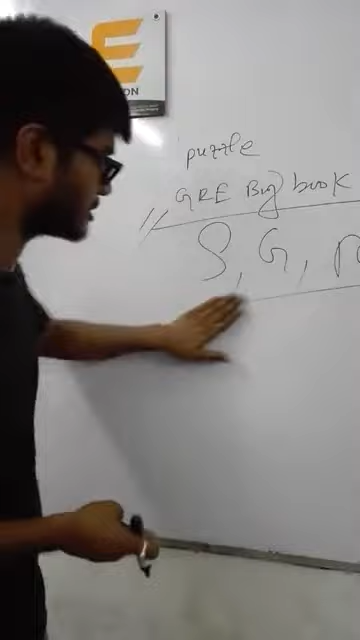 E
ON
puzzle
GRE Big book
S, G,